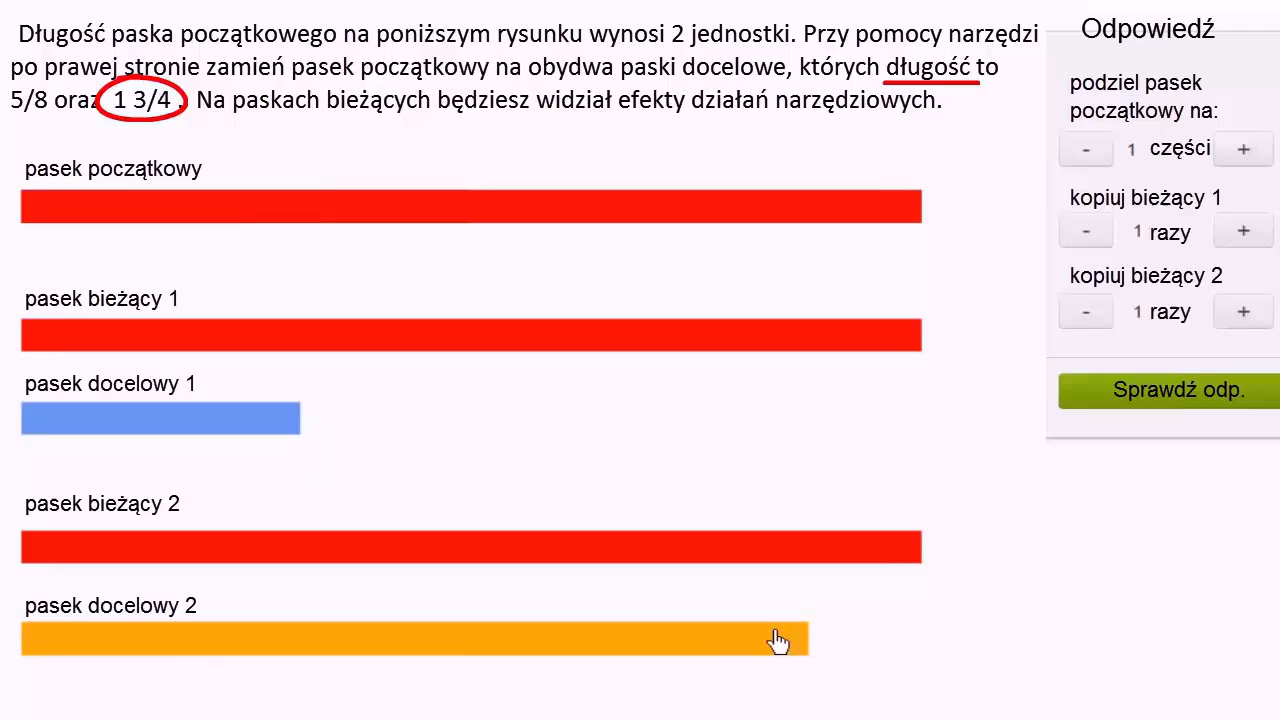 Długość paska początkowego na poniższym rysunku wynosi 2 jednostki. Przy pomocy narzędzi
po prawej stronie zamień pasek początkowy na obydwa paski docelowe, których długość to
5/8 oraz 1 3/4 . Na paskach bieżących będziesz widział efekty działań narzędziowych.
pasek początkowy
pasek bieżący 1
pasek docelowy 1
pasek bieżący 2
pasek docelowy 2
Odpowiedź
podziel pasek
początkowy na:
- 1 części +
kopiuj bieżący 1
- 1 razy +
kopiuj bieżący 2
- 1 razy +
Sprawdź odp.